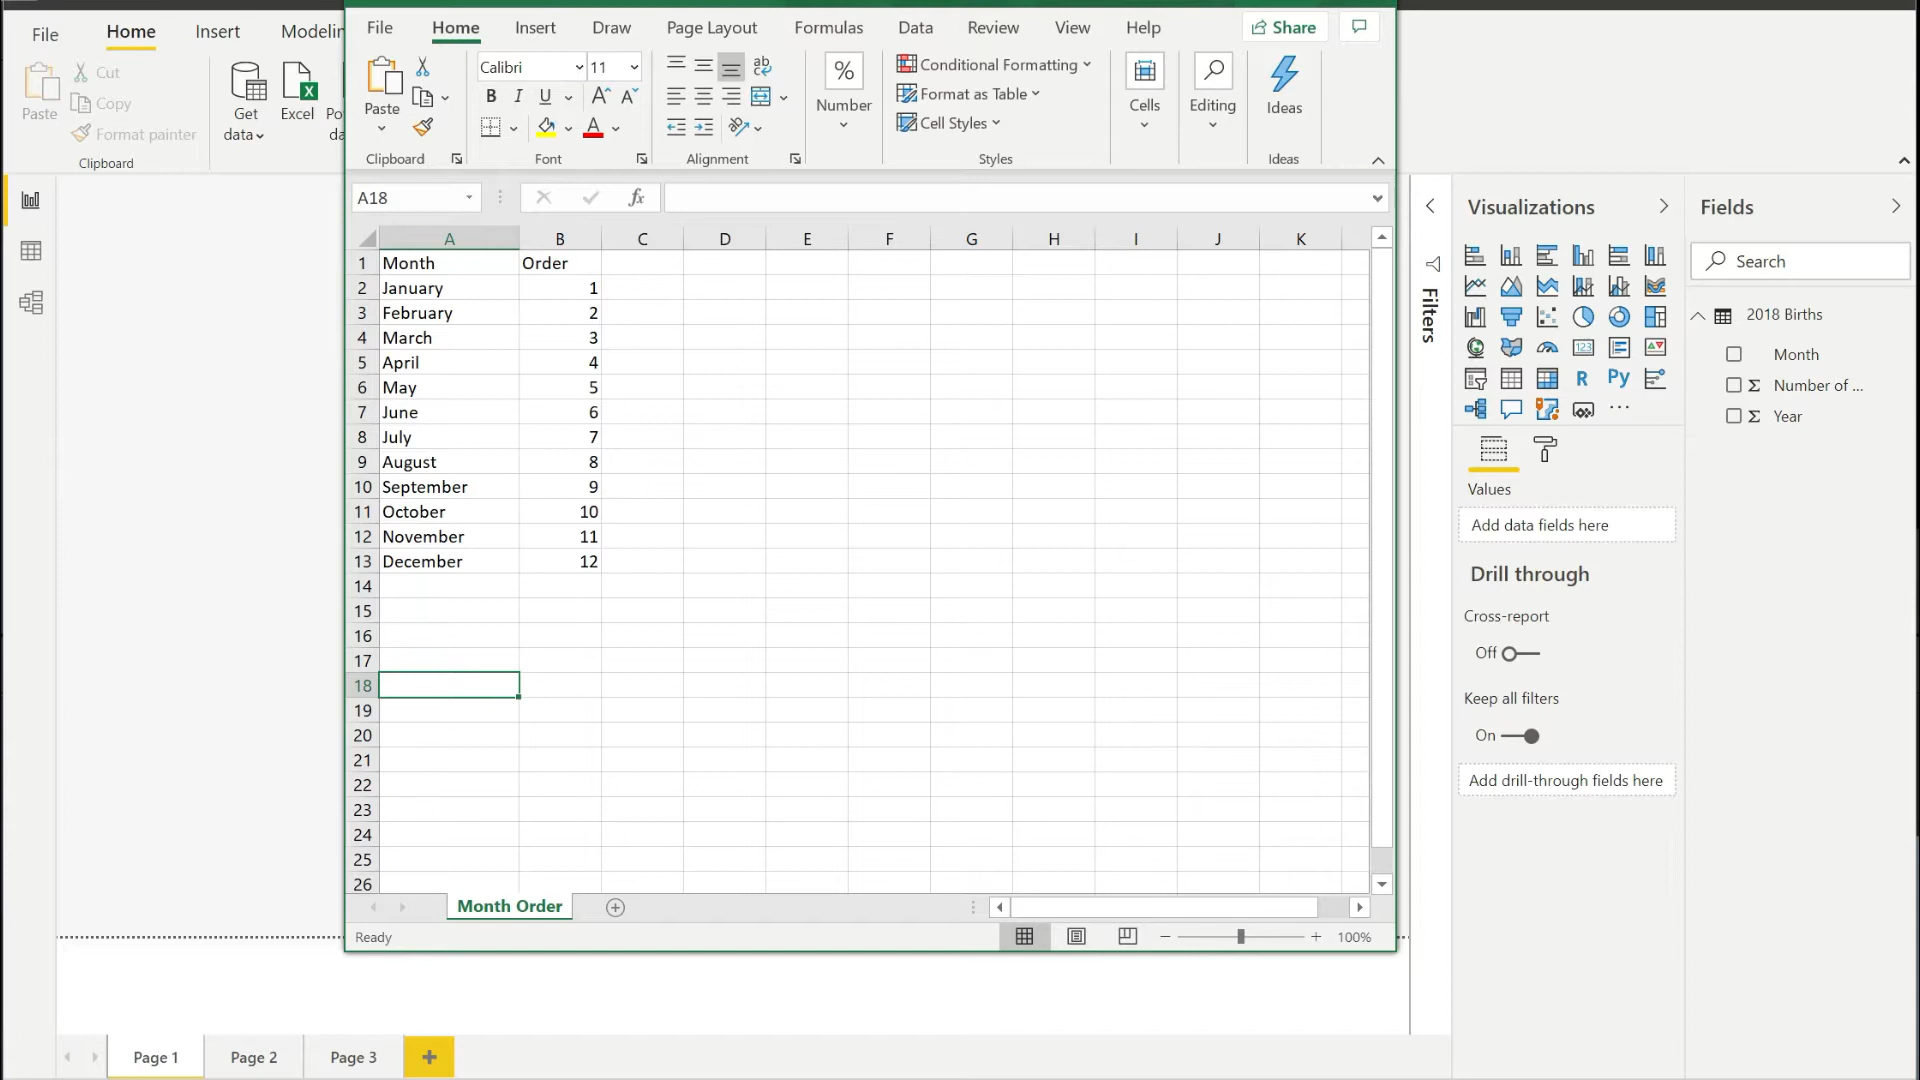 File
Home
Insert
Modelin
Paste
Cut
Copy
Format painter
Clipboard
Get
data
Excel
Po
da
File
Home
Insert
Draw
Page Layout
Formulas
Data
Review
View
Help
Share
Paste
Clipboard
Calibri
11
B I U
Font
ab
Alignment
%
Number
Conditional Formatting
Format as Table
Cell Styles
Styles
Cells
Editing
Ideas
Ideas
A18
fx
A B C D E F G H I J K
1 Month Order
2 January 1
3 February 2
4 March 3
5 April 4
6 May 5
7 June 6
8 July 7
9 August 8
10 September 9
11 October 10
12 November 11
13 December 12
14
15
16
17
18
19
20
21
22
23
24
25
26
Month Order
Ready
100%
Filters
Visualizations
123
R
Py
Values
Add data fields here
Drill through
Cross-report
Off
Keep all filters
On
Add drill-through fields here
Fields
Search
2018 Births
Month
Σ Number of ...
Σ Year
Page 1
Page 2
Page 3